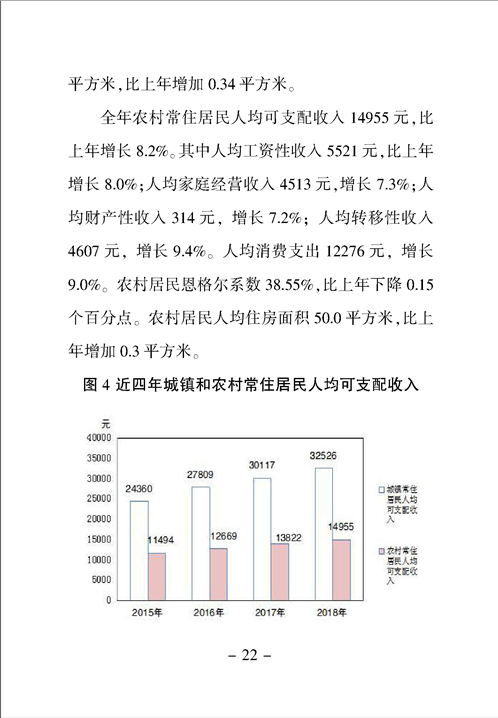 平方米,比上年增加 0.34 平方米。
全年农村常住居民人均可支配收入 14955 元,比
上年增长 8.2%。其中人均工资性收入 5521 元,比上年
增长 8.0%;人均家庭经营收入 4513 元,增长 7.3%;人
均财产性收入 314 元, 增长 7.2%; 人均转移性收入
4607 元, 增长 9.4%。 人均消费支出 12276 元, 增长
9.0%。 农村居民恩格尔系数 38.55%,比上年下降 0.15
个百分点。 农村居民人均住房面积 50.0 平方米,比上
年增加 0.3 平方米。
图 4 近四年城镇和农村常住居民人均可支配收入
元
40000
35000
30000
25000
20000
15000
10000
5000
0
24360
11494
27809
12669
30117
13822
32526
14955
2015年
2016年
2017年
2018年
城镇常住
居民人均
可支配收
入
农村常住
居民人均
可支配收
入
- 22 -